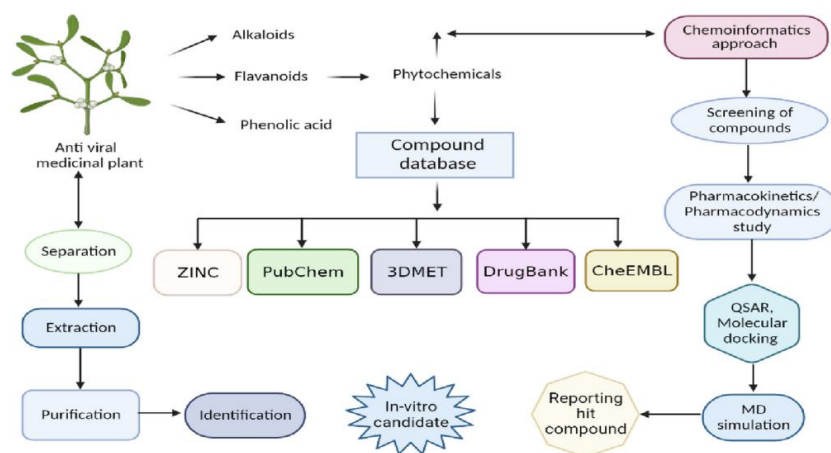 Alkaloids
Flavanoids
Phenolic acid
Phytochemicals
Chemoinformatics
approach
Anti viral
medicinal plant
Compound
database
Screening of
compounds
Pharmacokinetics/
Pharmacodynamics
study
Separation
ZINC
PubChem
3DMET
DrugBank
CheEMBL
Extraction
QSAR,
Molecular
docking
Purification
Identification
In-vitro
candidate
Reporting
hit
compound
MD
simulation